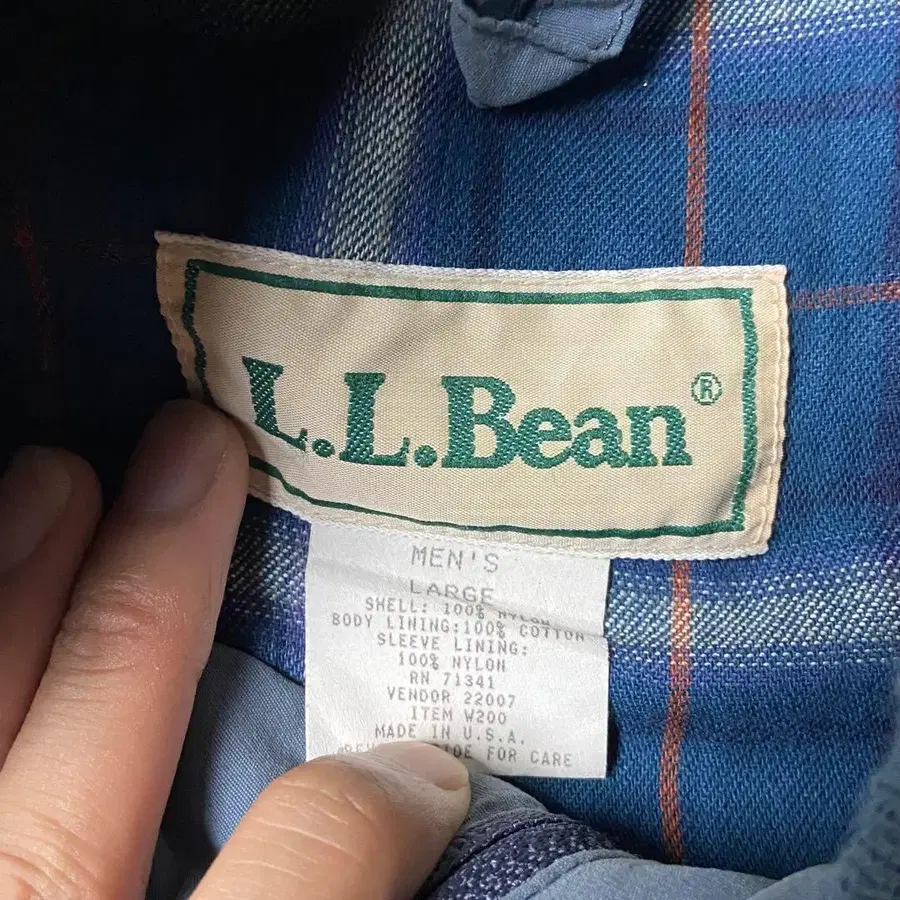 L.L.Bean®
MEN'S
LARGE
SHELL: 100% NYLON
BODY LINING:100% COTTON
SLEEVE LINING:
100% NYLON
RN 71341
VENDOR 22007
ITEM W200
MADE IN U.S.A.
FOR CARE